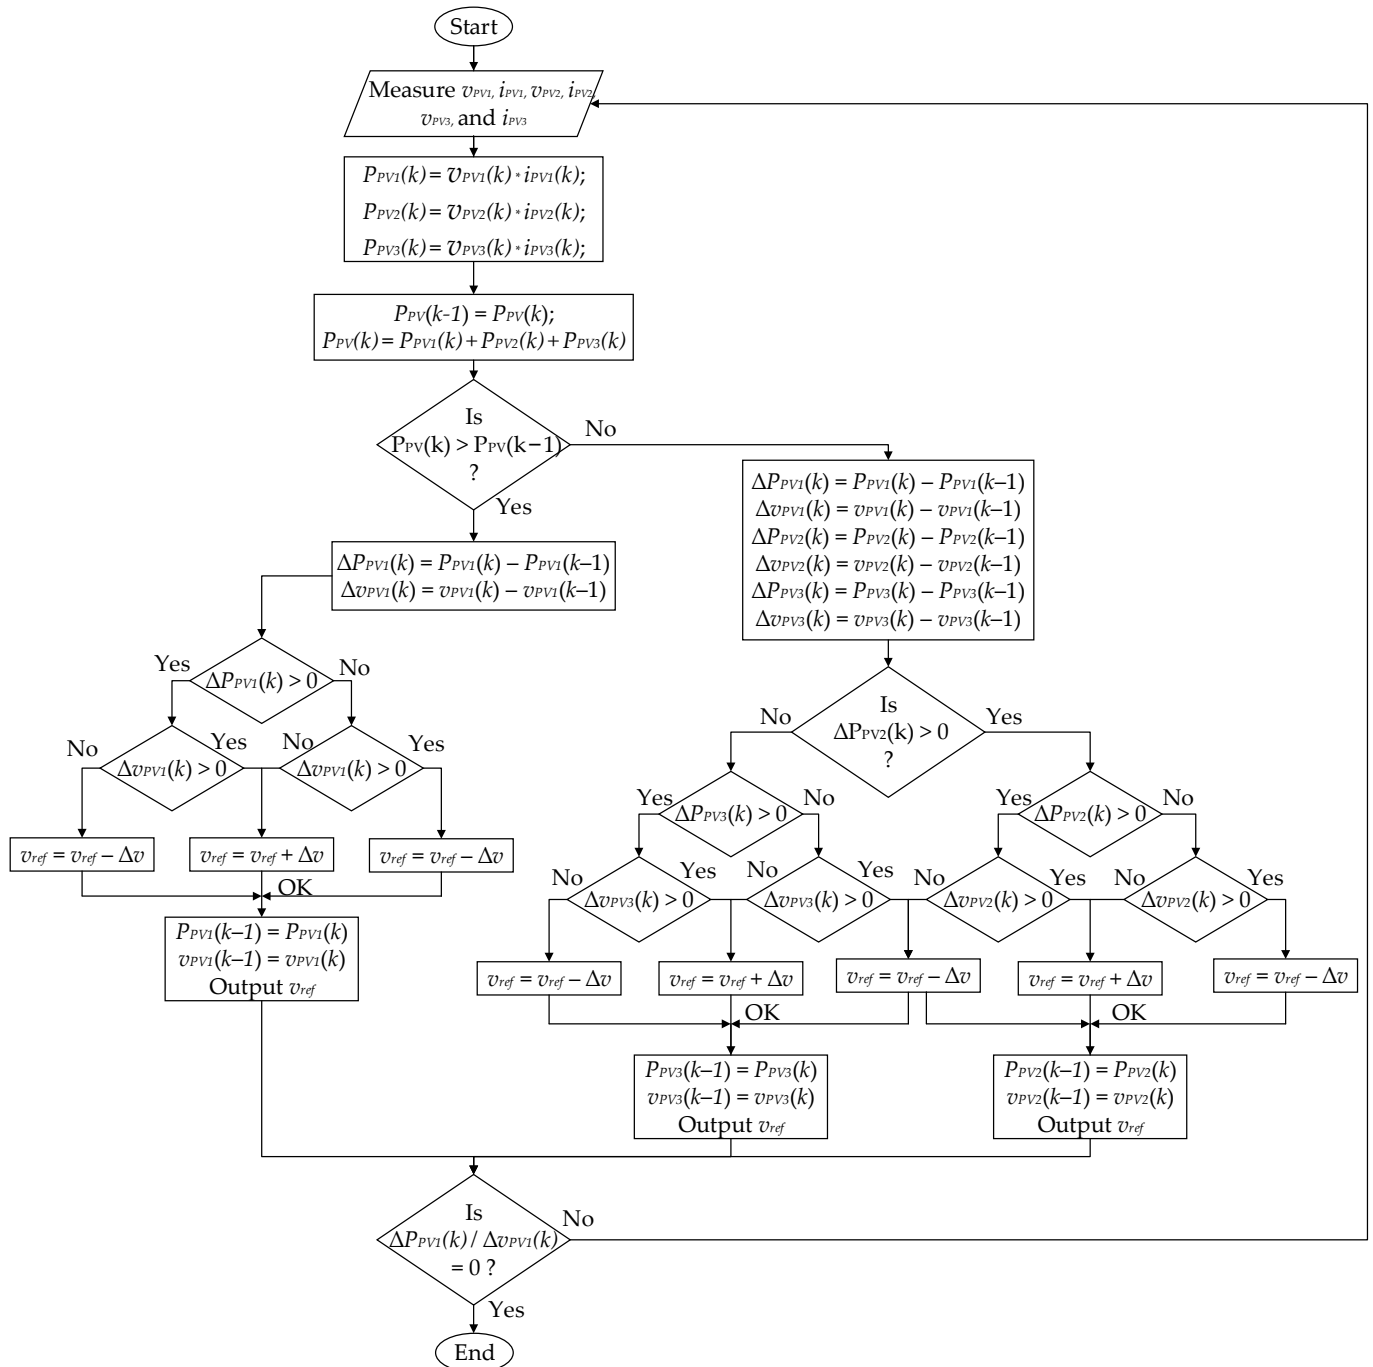 Start
Measure vPV1, iPV1, vPV2, iPV2,
vPV3, and iPV3
PPV1(k) = vPV1(k) * iPV1(k);
PPV2(k) = vPV2(k) * iPV2(k);
PPV3(k) = vPV3(k) * iPV3(k);
PPV(k-1) = PPV(k);
PPV(k) = PPV1(k) + PPV2(k) + PPV3(k)
Is
PPV(k) > PPV(k−1)
?
No
Yes
ΔPPV1(k) = PPV1(k) − PPV1(k–1)
ΔvPV1(k) = vPV1(k) − vPV1(k–1)
ΔPPV1(k) = PPV1(k) − PPV1(k–1)
ΔvPV1(k) = vPV1(k) − vPV1(k–1)
ΔPPV2(k) = PPV2(k) − PPV2(k–1)
ΔvPV2(k) = vPV2(k) − vPV2(k–1)
ΔPPV3(k) = PPV3(k) − PPV3(k–1)
ΔvPV3(k) = vPV3(k) − vPV3(k–1)
Yes
ΔPPV1(k) > 0
No
No
ΔvPV1(k) > 0
Yes
No
ΔvPV1(k) > 0
Yes
vref = vref − Δv
vref = vref + Δv
vref = vref − Δv
OK
PPV1(k–1) = PPV1(k)
vPV1(k–1) = vPV1(k)
Output vref
No
Is
ΔPPV2(k) > 0
?
Yes
Yes
ΔPPV3(k) > 0
No
Yes
ΔPPV2(k) > 0
No
No
ΔvPV3(k) > 0
Yes
No
ΔvPV3(k) > 0
Yes
No
ΔvPV2(k) > 0
Yes
No
ΔvPV2(k) > 0
Yes
vref = vref − Δv
vref = vref + Δv
vref = vref − Δv
vref = vref + Δv
vref = vref − Δv
OK
OK
PPV3(k–1) = PPV3(k)
vPV3(k–1) = vPV3(k)
Output vref
PPV2(k–1) = PPV2(k)
vPV2(k–1) = vPV2(k)
Output vref
Is
ΔPPV1(k) / ΔvPV1(k)
= 0 ?
No
Yes
End